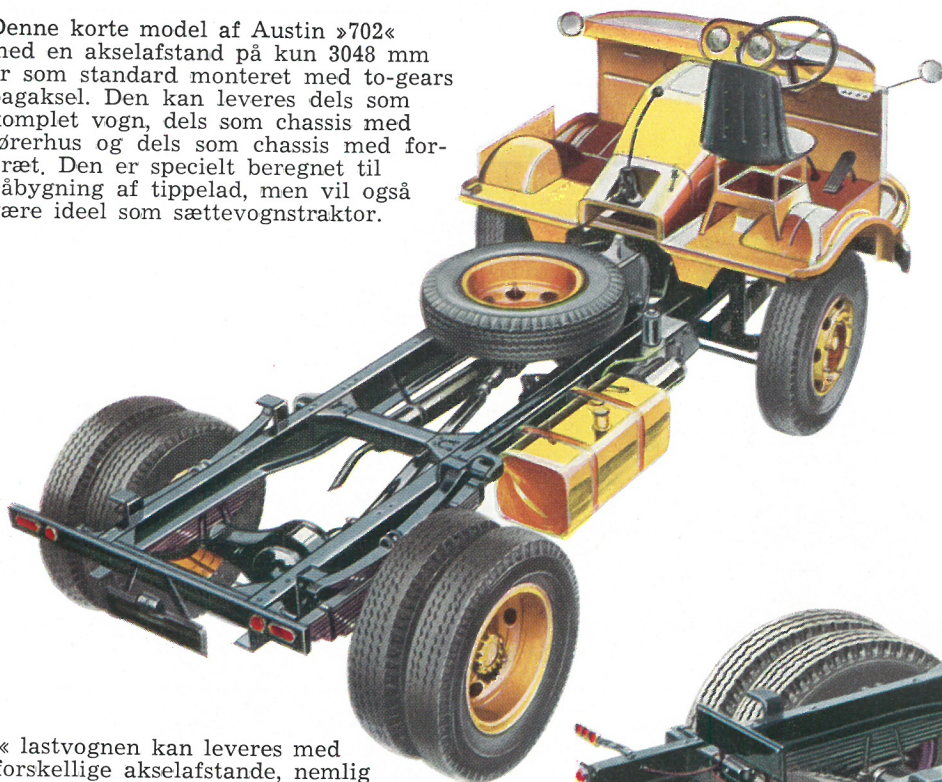 Denne korte model af Austin »702«
med en akselafstand på kun 3048 mm
er som standard monteret med to-gears
bagaksel. Den kan leveres dels som
komplet vogn, dels som chassis med
førerhus og dels som chassis med for-
bræt. Den er specielt beregnet til
påbygning af tippelad, men vil også
være ideel som sættevognstraktor.
« lastvognen kan leveres med
forskellige akselafstande, nemlig